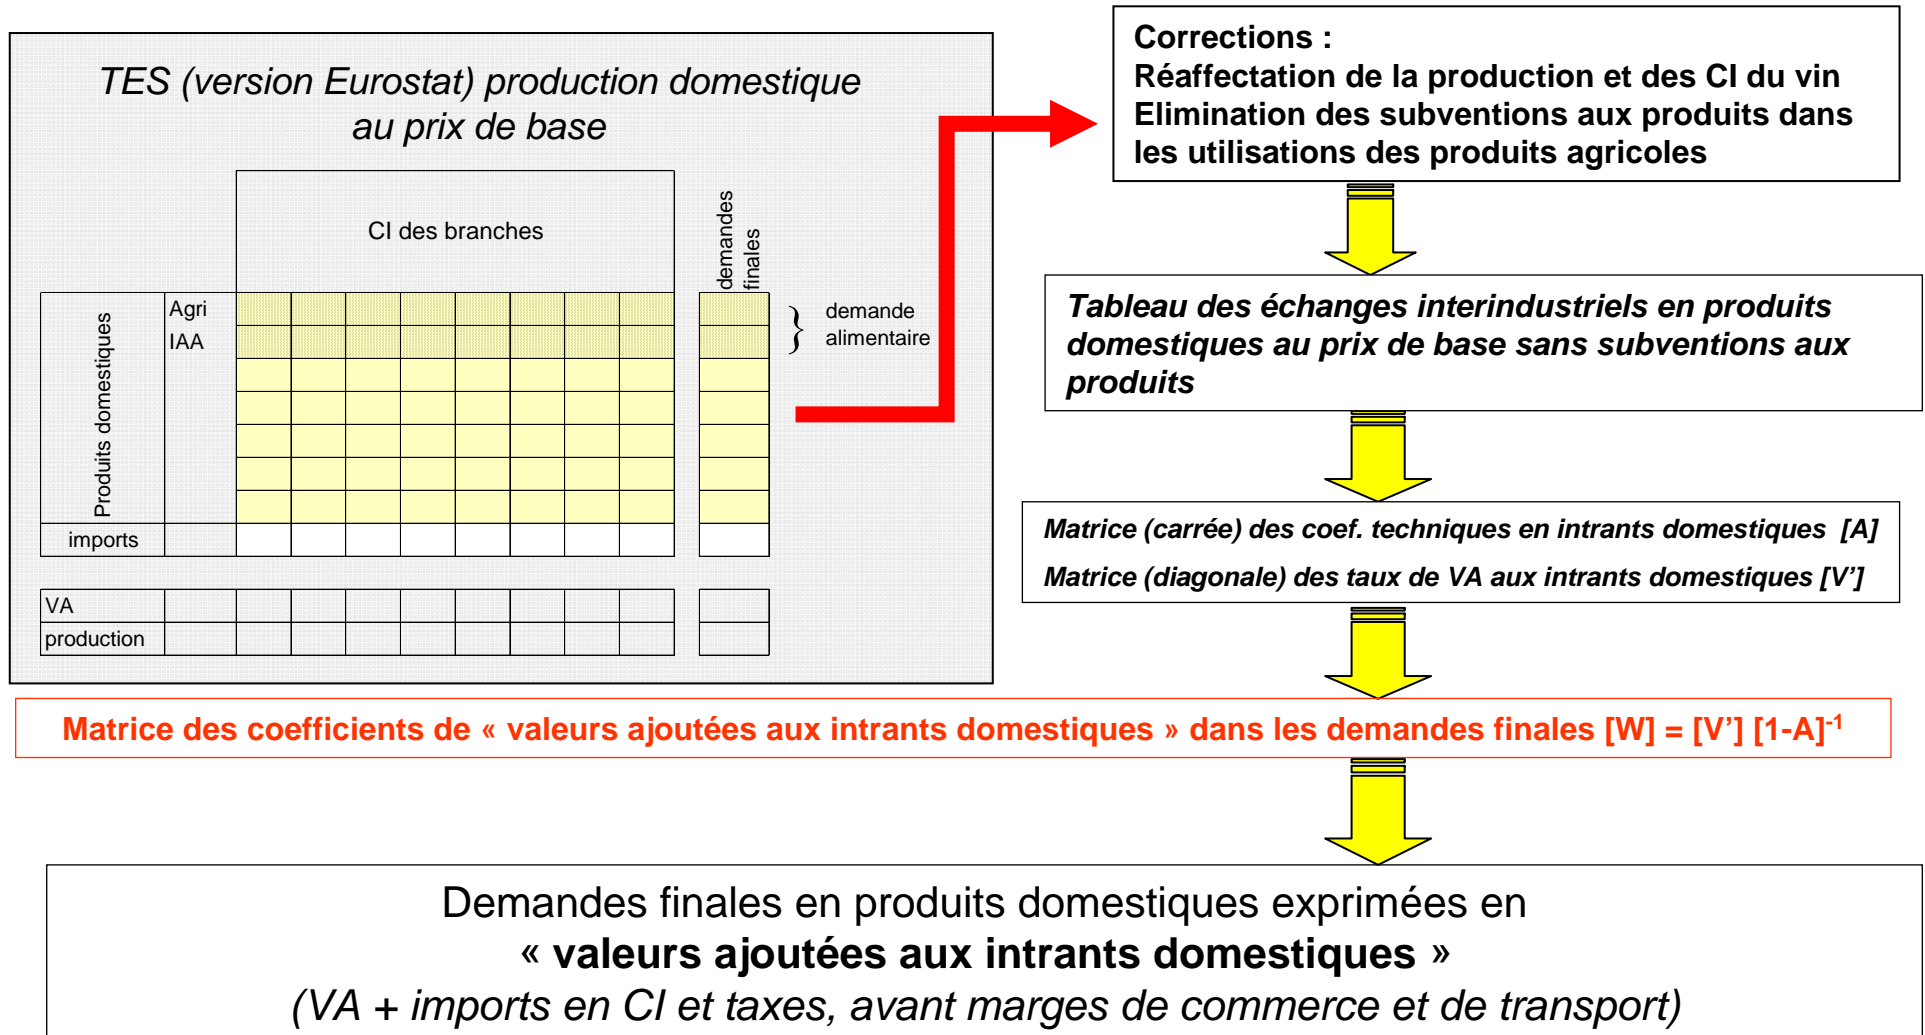 TES (version Eurostat) production domestique
au prix de base
CI des branches
demandes
finales
Produits domestiques
Agri
IAA
demande
alimentaire
imports
VA
production
Corrections :
Réaffectation de la production et des CI du vin
Elimination des subventions aux produits dans
les utilisations des produits agricoles
Tableau des échanges interindustriels en produits
domestiques au prix de base sans subventions aux
produits
Matrice (carrée) des coef. techniques en intrants domestiques [A]
Matrice (diagonale) des taux de VA aux intrants domestiques [V’]
Matrice des coefficients de « valeurs ajoutées aux intrants domestiques » dans les demandes finales [W] = [V’] [1-A]⁻¹
Demandes finales en produits domestiques exprimées en
« valeurs ajoutées aux intrants domestiques »
(VA + imports en CI et taxes, avant marges de commerce et de transport)